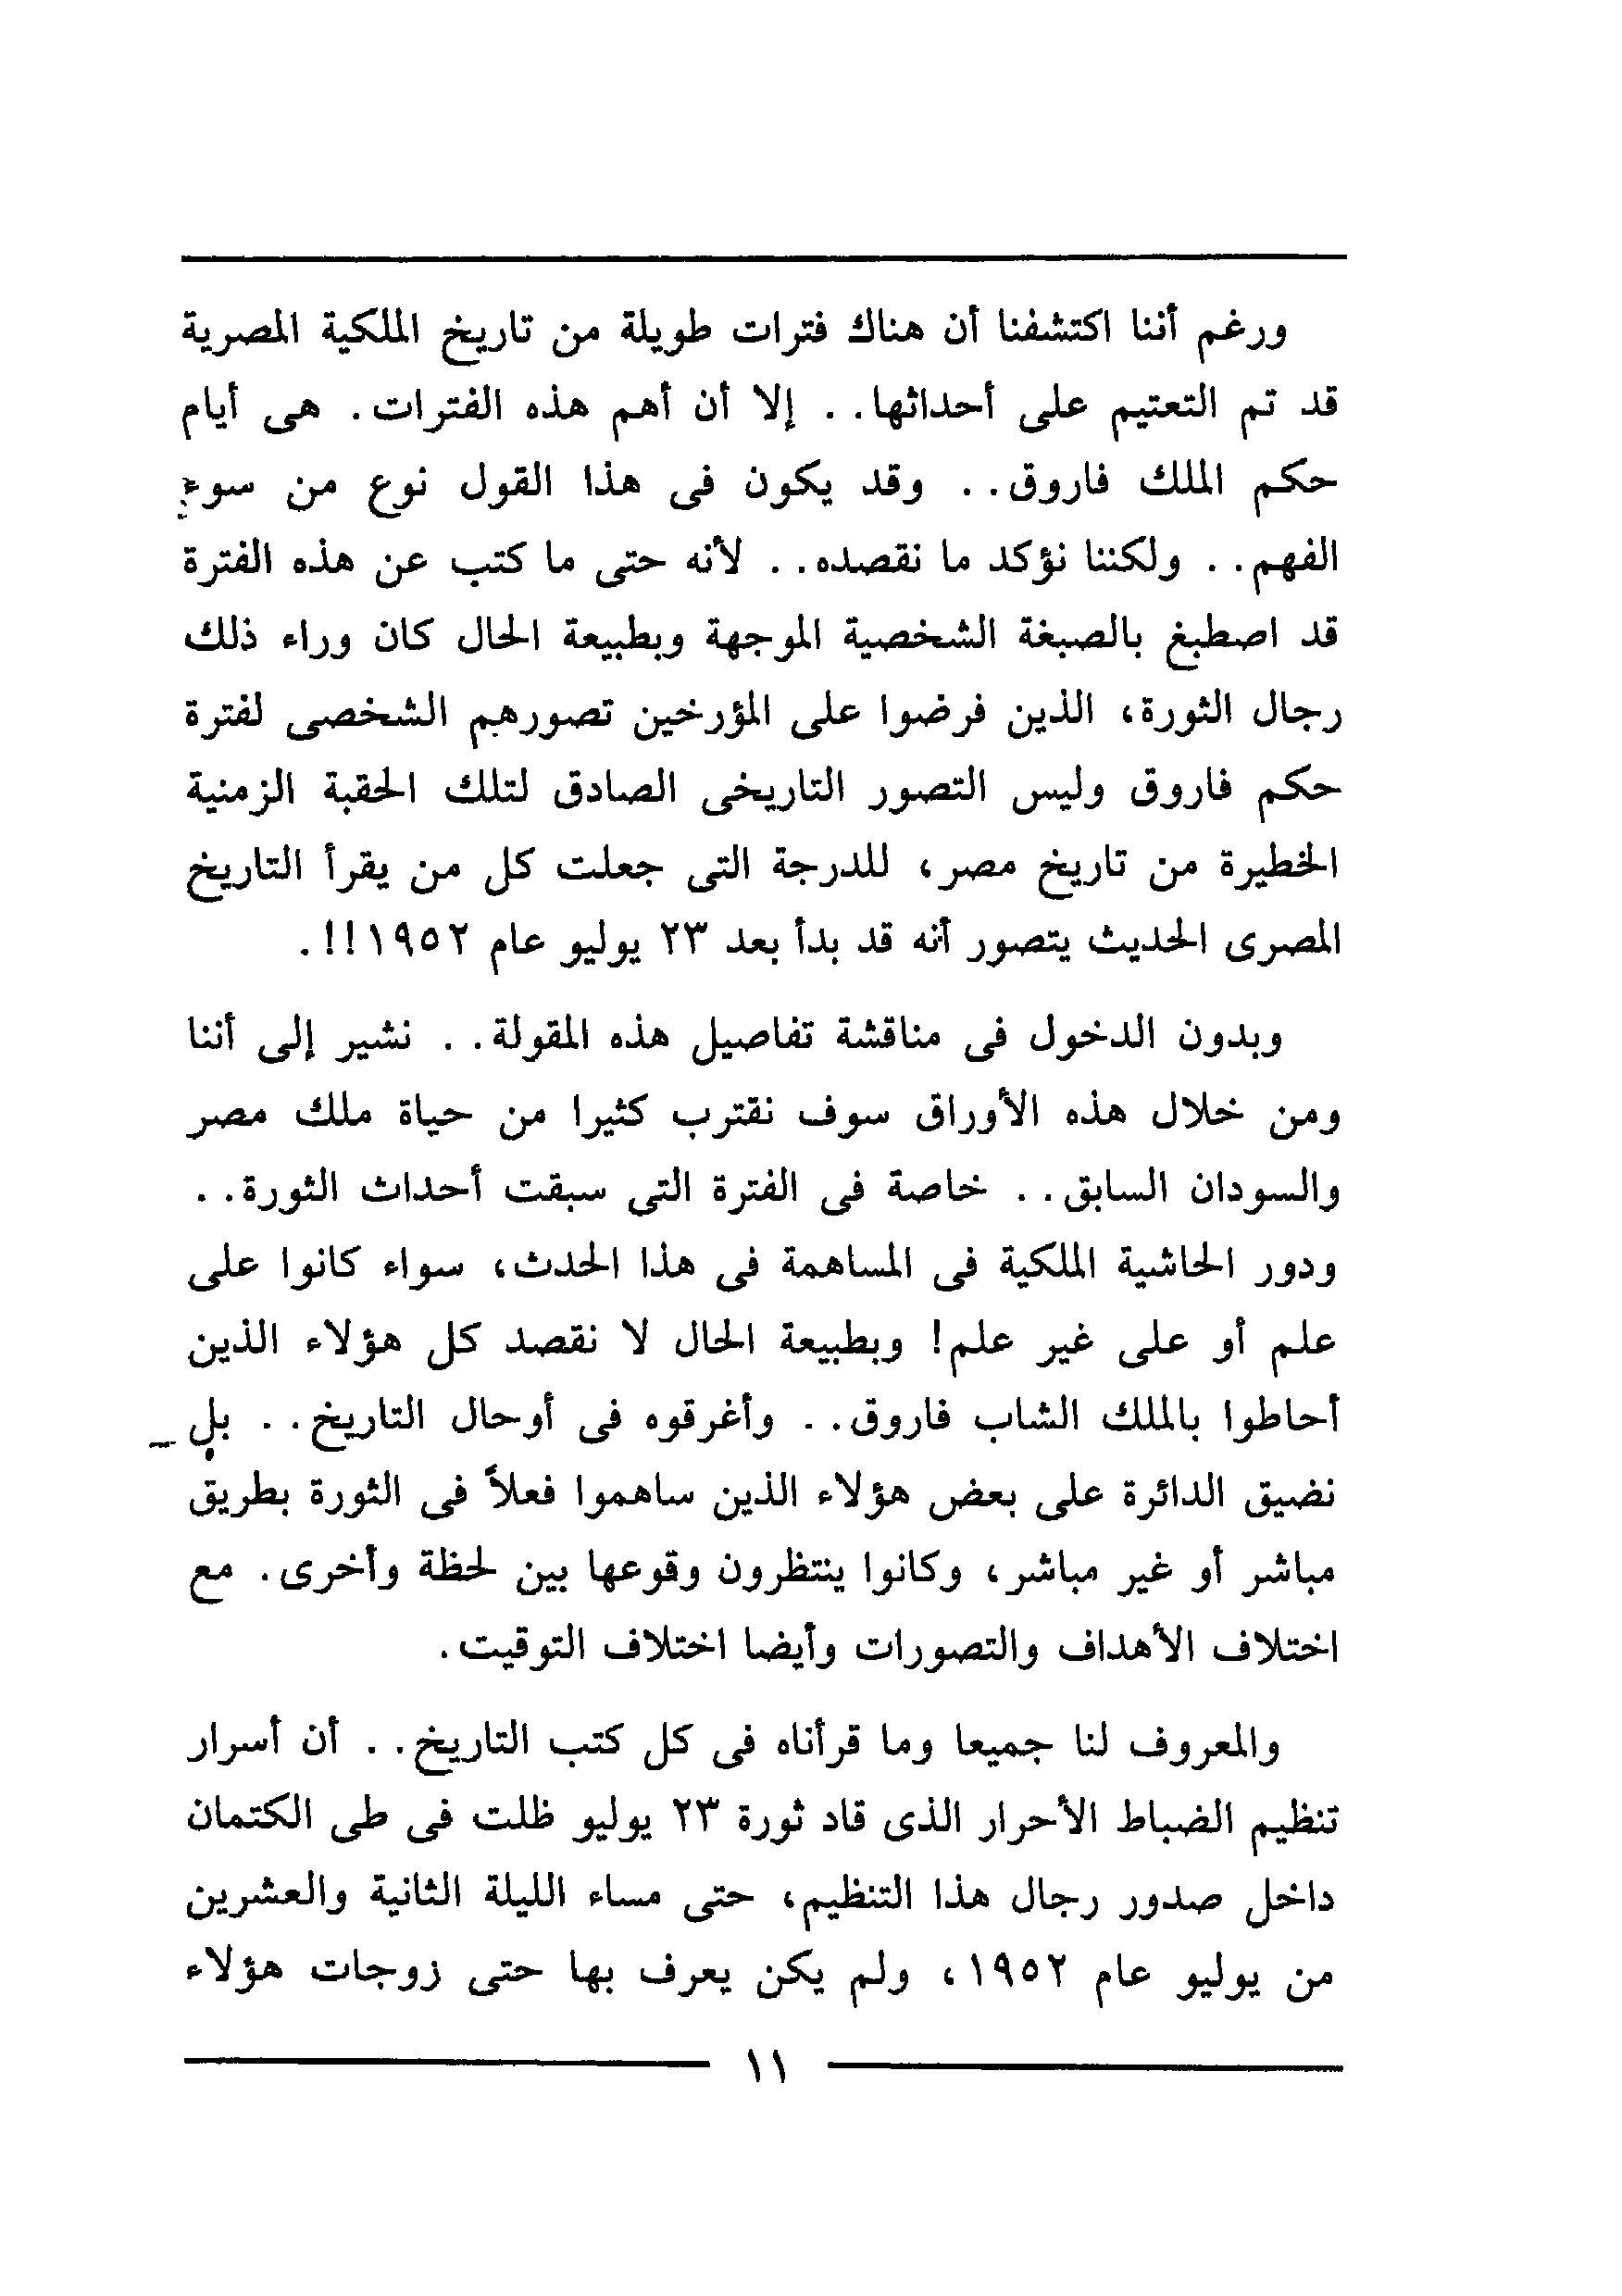 ورغم أننا اكتشفنا أن هناك فترات طويلة من تاريخ الملكية المصرية
قد تم التعتيم على أحداثها. . إلا أن أهم هذه الفترات. هى أيام
حكم الملك فاروق. . وقد يكون فى هذا القول نوع من سوء
الفهم. . ولكننا نؤكد ما نقصده. . لأنه حتى ما كتب عن هذه الفترة
قد اصطبغ بالصبغة الشخصية الموجهة وبطبيعة الحال كان وراء ذلك
رجال الثورة، الذين فرضوا على المؤرخين تصورهم الشخصى لفترة
حكم فاروق وليس التصور التاريخى الصادق لتلك الحقبة الزمنية
الخطيرة من تاريخ مصر، للدرجة التى جعلت كل من يقرأ التاريخ
المصرى الحديث يتصور أنه قد بدأ بعد ٢٣ يوليو عام ١٩٥٢!!.
وبدون الدخول فى مناقشة تفاصيل هذه المقولة. . نشير إلى أننا
ومن خلال هذه الأوراق سوف نقترب كثيرا من حياة ملك مصر
والسودان السابق. . خاصة فى الفترة التى سبقت أحداث الثورة. .
ودور الحاشية الملكية فى المساهمة فى هذا الحدث، سواء كانوا على
علم أو على غير علم! وبطبيعة الحال لا نقصد كل هؤلاء الذين
أحاطوا بالملك الشاب فاروق. . وأغرقوه فى أوحال التاريخ. . بل
نضيق الدائرة على بعض هؤلاء الذين ساهموا فعلاً فى الثورة بطريق
مباشر أو غير مباشر، وكانوا ينتظرون وقوعها بين لحظة وأخرى. مع
اختلاف الأهداف والتصورات وأيضا اختلاف التوقيت.
والمعروف لنا جميعا وما قرأناه فى كل كتب التاريخ. . أن أسرار
تنظيم الضباط الأحرار الذى قاد ثورة ٢٣ يوليو ظلت فى طى الكتمان
داخل صدور رجال هذا التنظيم، حتى مساء الليلة الثانية والعشرين
من يوليو عام ١٩٥٢، ولم يكن يعرف بها حتى زوجات هؤلاء
١١